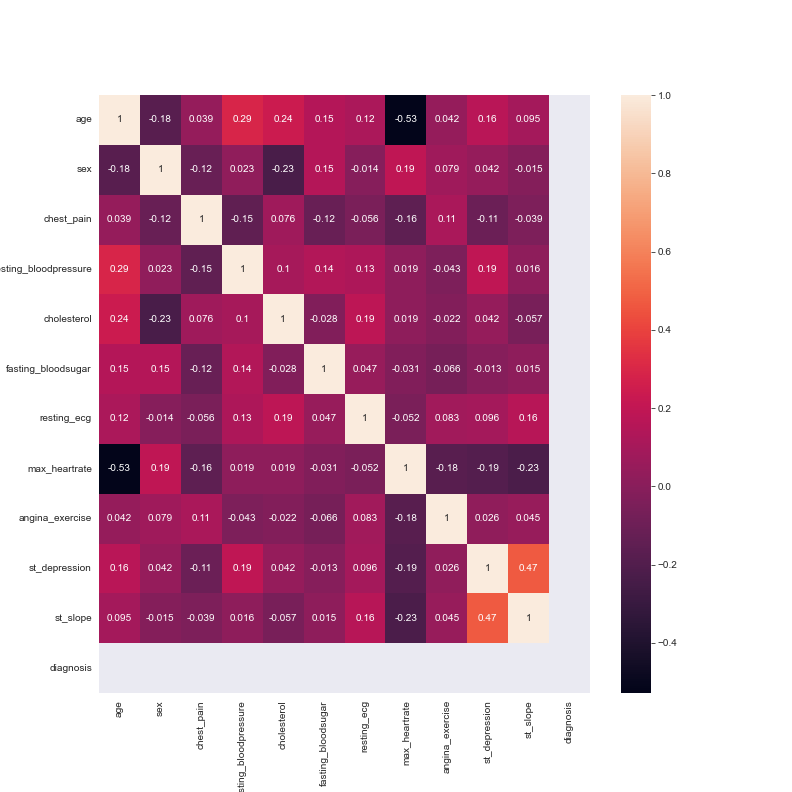 age 1 -0.18 0.039 0.29 0.24 0.15 0.12 -0.53 0.042 0.16 0.095
sex -0.18 1 -0.12 0.023 -0.23 0.15 -0.014 0.19 0.079 0.042 -0.015
chest_pain 0.039 -0.12 1 -0.15 0.076 -0.12 -0.056 -0.16 0.11 -0.11 -0.039
esting_bloodpressure 0.29 0.023 -0.15 1 0.1 0.14 0.13 0.019 -0.043 0.19 0.016
cholesterol 0.24 -0.23 0.076 0.1 1 -0.028 0.19 0.019 -0.022 0.042 -0.057
fasting_bloodsugar 0.15 0.15 -0.12 0.14 -0.028 1 0.047 -0.031 -0.066 -0.013 0.015
resting_ecg 0.12 -0.014 -0.056 0.13 0.19 0.047 1 -0.052 0.083 0.096 0.16
max_heartrate -0.53 0.19 -0.16 0.019 0.019 -0.031 -0.052 1 -0.18 -0.19 -0.23
angina_exercise 0.042 0.079 0.11 -0.043 -0.022 -0.066 0.083 -0.18 1 0.026 0.045
st_depression 0.16 0.042 -0.11 0.19 0.042 -0.013 0.096 -0.19 0.026 1 0.47
st_slope 0.095 -0.015 -0.039 0.016 -0.057 0.015 0.16 -0.23 0.045 0.47 1
diagnosis
age
sex
chest_pain
sting_bloodpressure
cholesterol
fasting_bloodsugar
resting_ecg
max_heartrate
angina_exercise
st_depression
st_slope
diagnosis
1.0
0.8
0.6
0.4
0.2
0.0
−0.2
−0.4